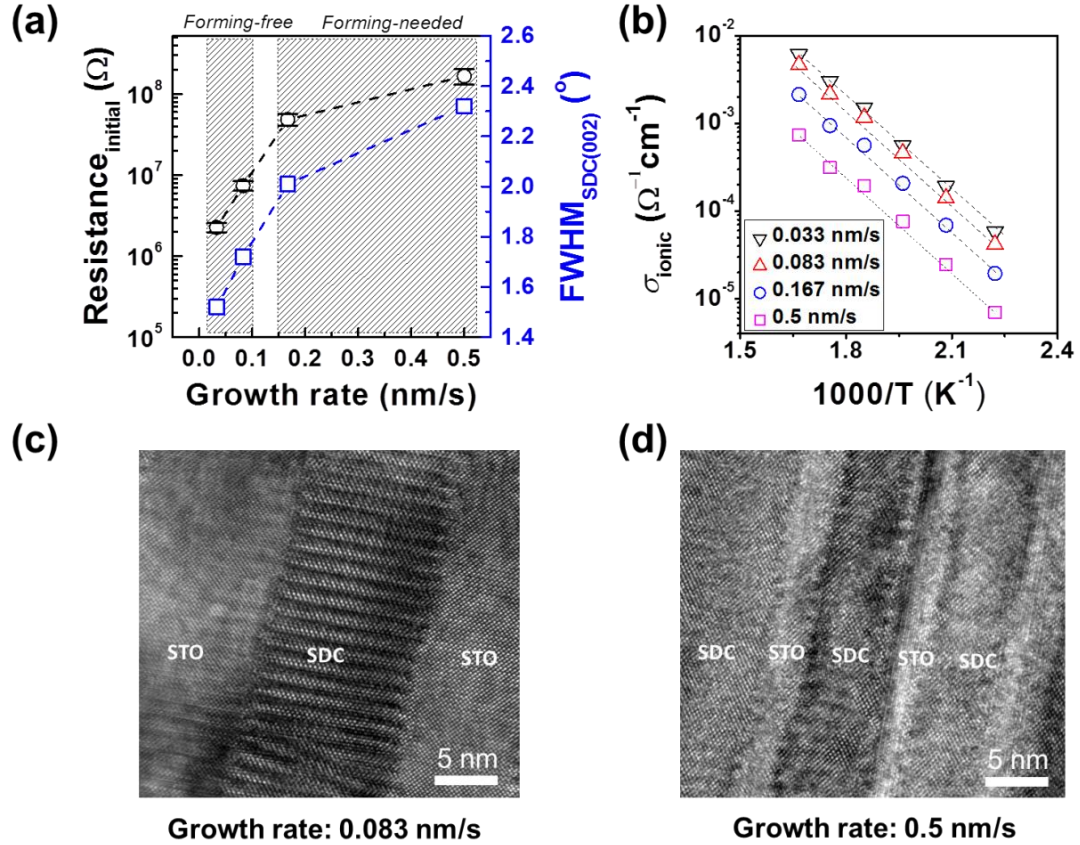 (a)
Forming-free Forming-needed
Resistance_initial (Ω)
10^8
10^7
10^6
10^5
2.6
2.4
2.2
2.0
1.8
1.6
1.4
FWHM_SDC(002) (°)
0.0 0.1 0.2 0.3 0.4 0.5
Growth rate (nm/s)
(b)
σ_ionic (Ω^-1cm^-1)
10^-2
10^-3
10^-4
10^-5
0.033 nm/s
0.083 nm/s
0.167 nm/s
0.5 nm/s
1.5 1.8 2.1 2.4
1000/T (K^-1)
(c)
STO SDC STO
5 nm
Growth rate: 0.083 nm/s
(d)
SDC STO SDC STO SDC
5 nm
Growth rate: 0.5 nm/s